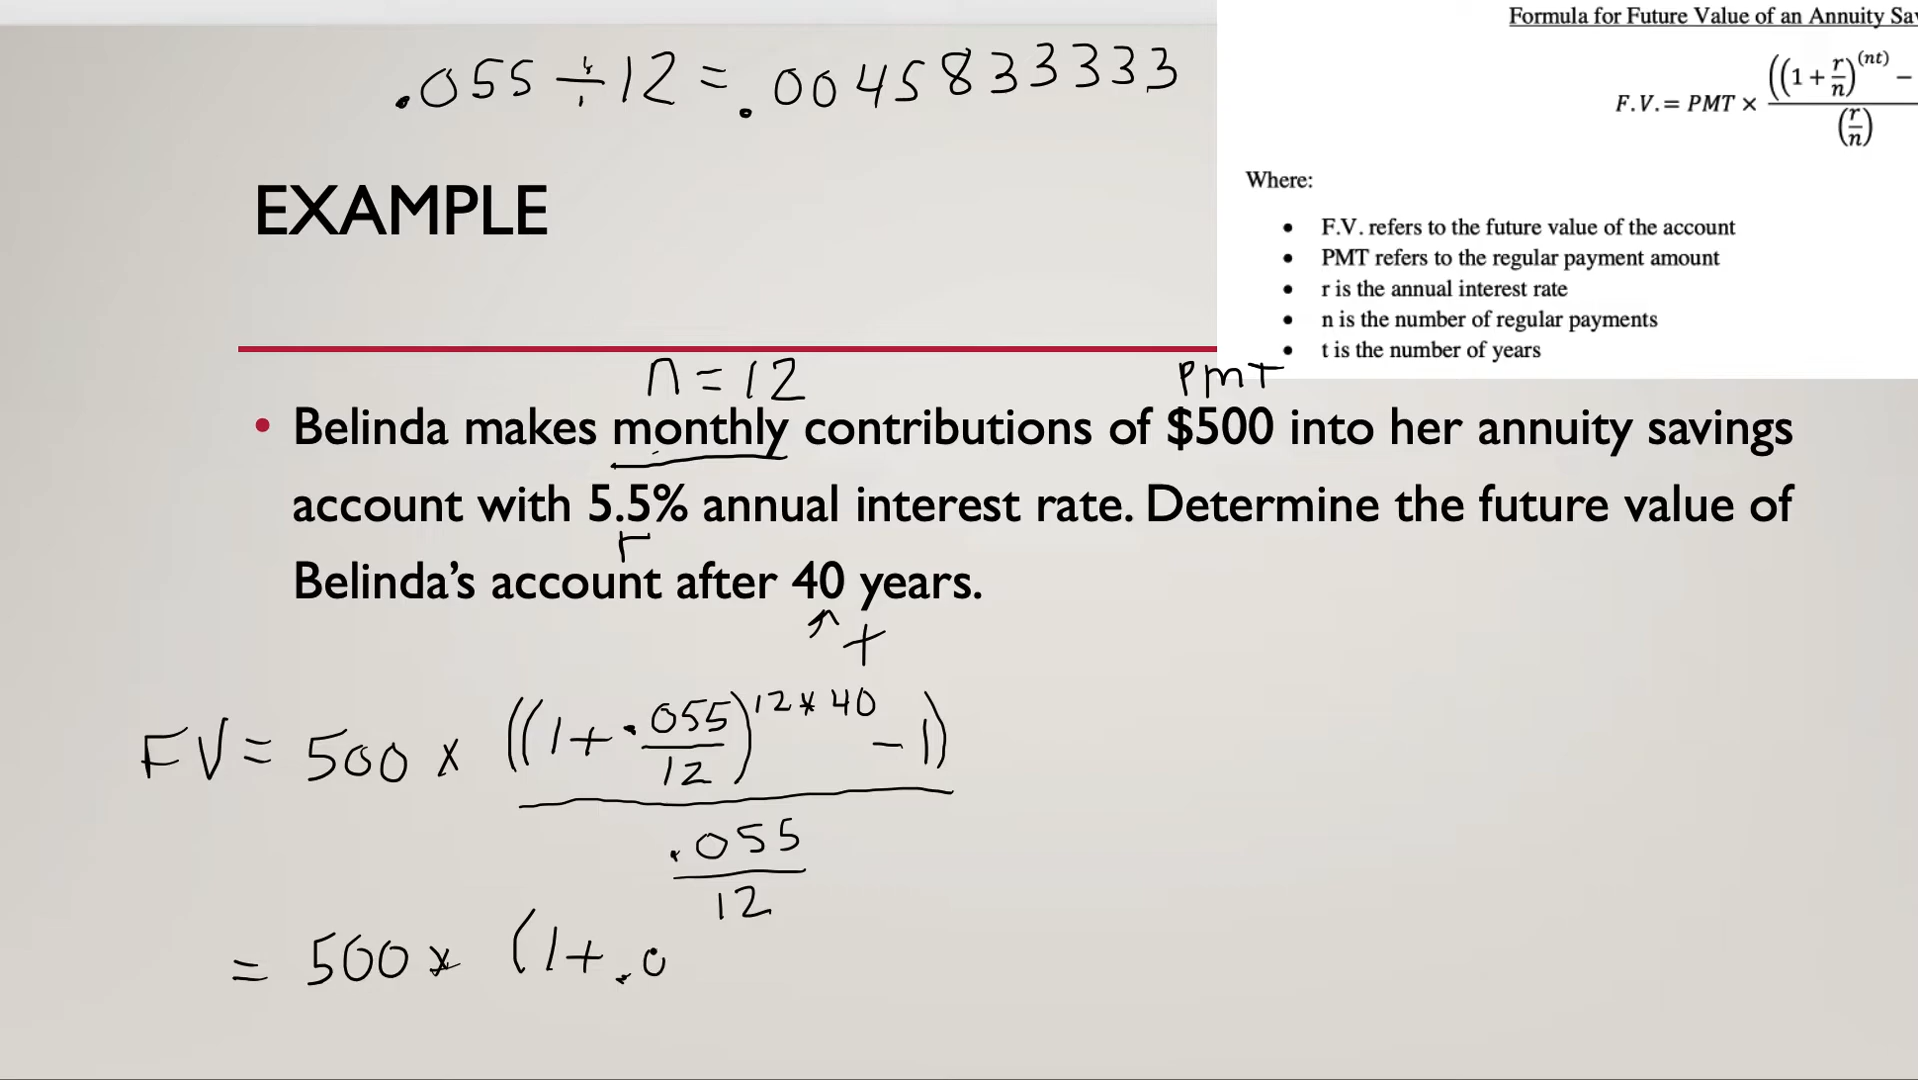 .055 ÷ 12 = .0045833333
Formula for Future Value of an Annuity Sav
F.V. = PMT × ((1 + r/n)^(nt) −
(r/n)
EXAMPLE
Where:
• F.V. refers to the future value of the account
• PMT refers to the regular payment amount
• r is the annual interest rate
• n is the number of regular payments
• t is the number of years
n = 12 PMT
• Belinda makes monthly contributions of $500 into her annuity savings
account with 5.5% annual interest rate. Determine the future value of
r
Belinda’s account after 40 years.
t
FV = 500 × ((1 + .055/12)^12*40 − 1)
.055/12
= 500 × (1 + .0